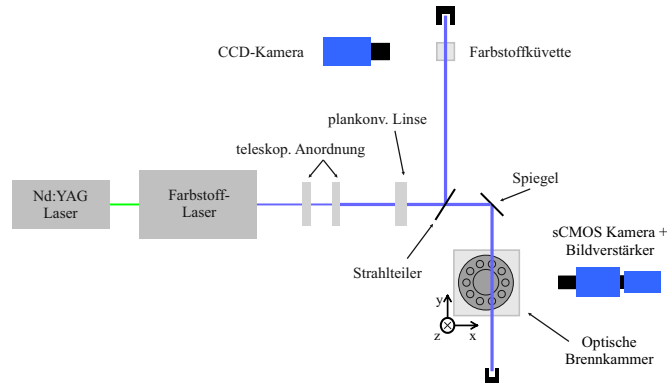 CCD-Kamera
Farbstoffküvette
plankonv. Linse
teleskop. Anordnung
Nd:YAG
Laser
Farbstoff-
Laser
Spiegel
Strahlteiler
sCMOS Kamera +
Bildverstärker
y
z
x
Optische
Brennkammer